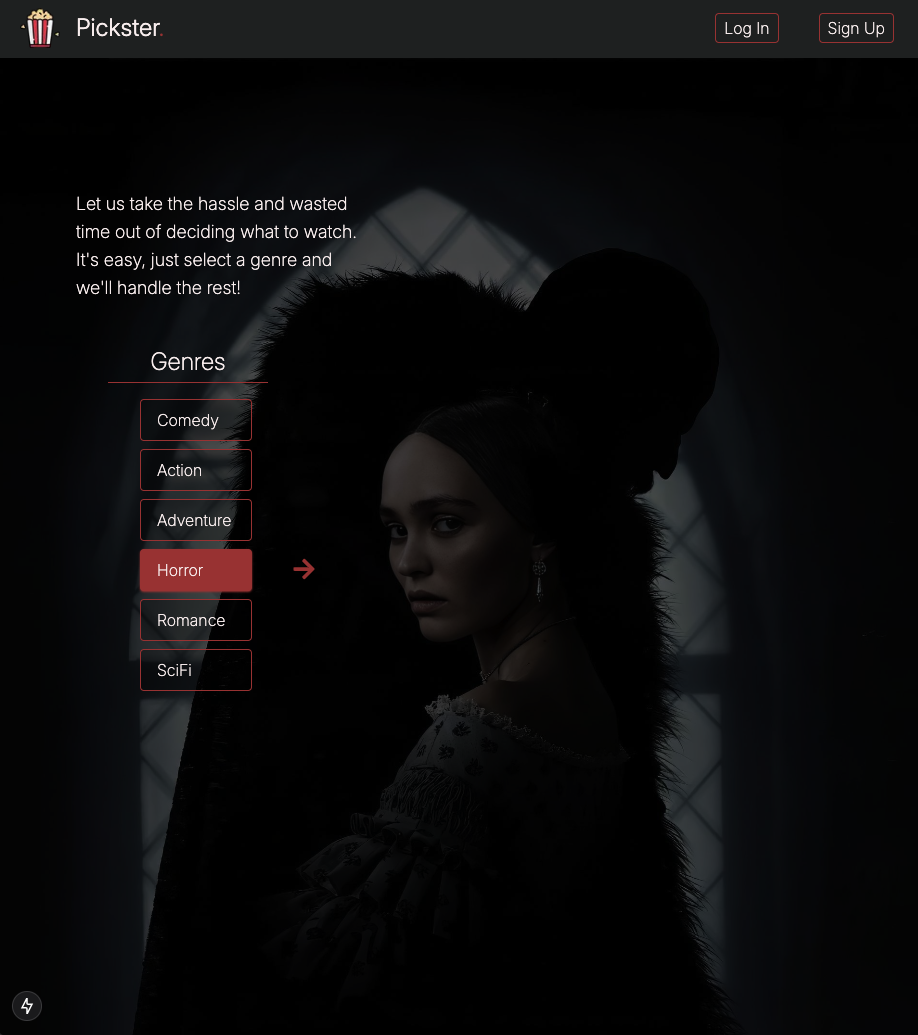 Pickster.
Log In
Sign Up
Let us take the hassle and wasted
time out of deciding what to watch.
It's easy, just select a genre and
we'll handle the rest!
Genres
Comedy
Action
Adventure
Horror
Romance
SciFi